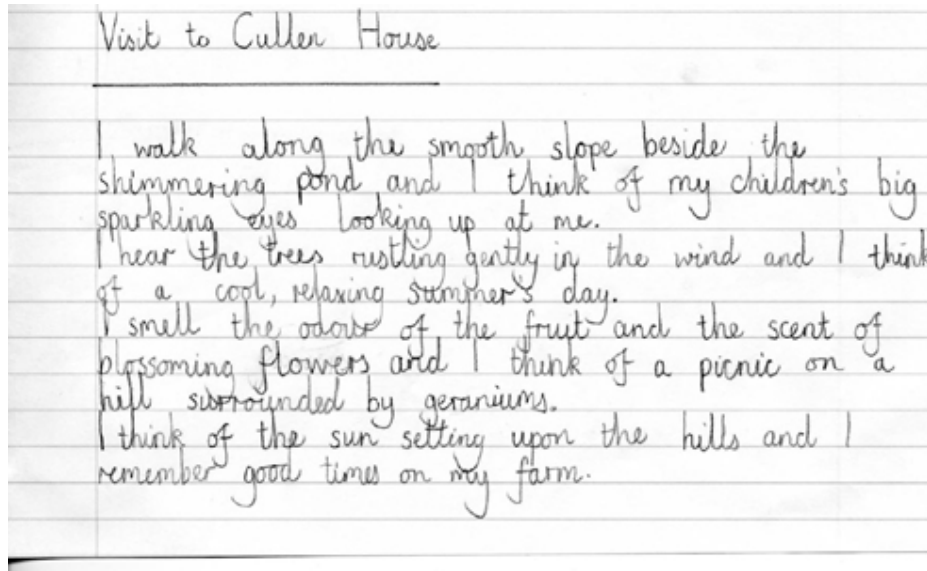 Visit to Cullen House
I walk along the smooth slope beside the
shimmering pond and I think of my children's big
sparkling eyes looking up at me.
I hear the trees rustling gently in the wind and I think
of a cool, relaxing summer's day.
I smell the odour of the fruit and the scent of
blossoming flowers and I think of a picnic on a
hill surrounded by geraniums.
I think of the sun setting upon the hills and I
remember good times on my farm.